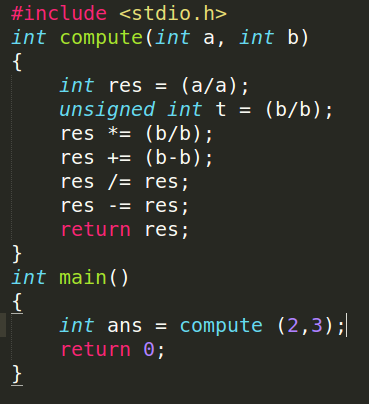 #include <stdio.h>
int compute(int a, int b)
{
    int res = (a/a);
    unsigned int t = (b/b);
    res *= (b/b);
    res += (b-b);
    res /= res;
    res -= res;
    return res;
}
int main()
{
    int ans = compute (2,3);
    return 0;
}